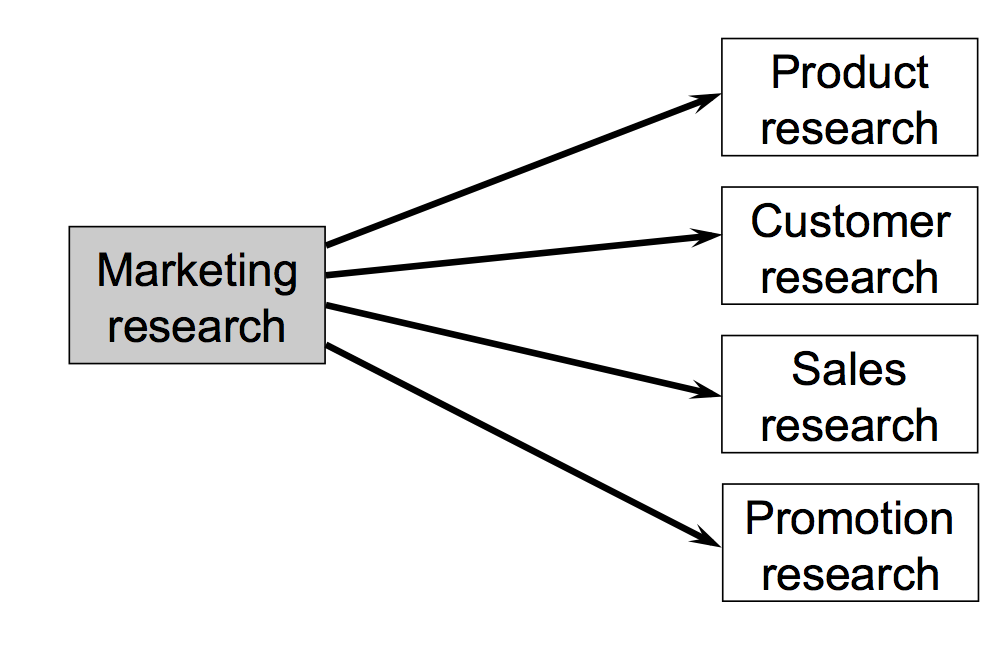 Marketing
research
Product
research
Customer
research
Sales
research
Promotion
research